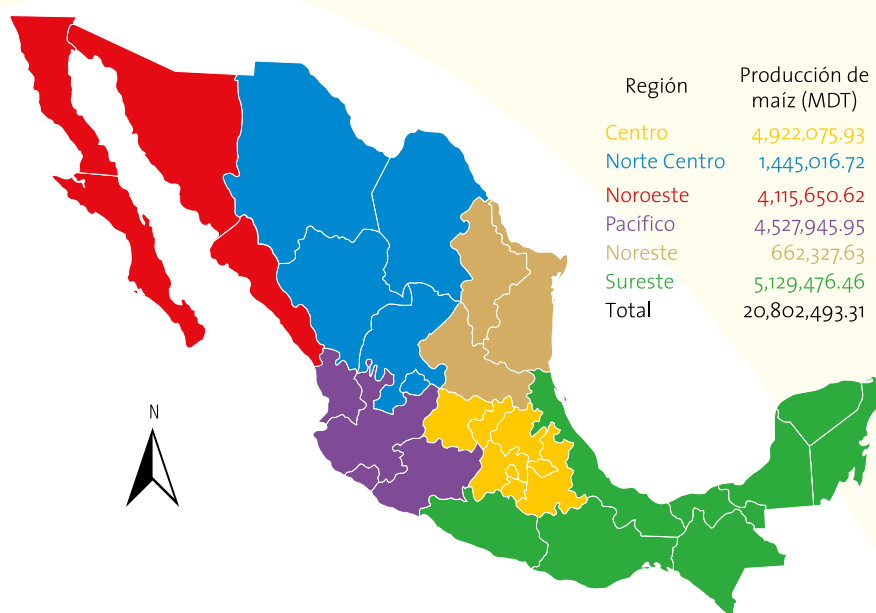 Región Producción de
maíz (MDT)
Centro 4,922,075.93
Norte Centro 1,445,016.72
Noroeste 4,115,650.62
Pacífico 4,527,945.95
Noreste 662,327.63
Sureste 5,129,476.46
Total 20,802,493.31
N